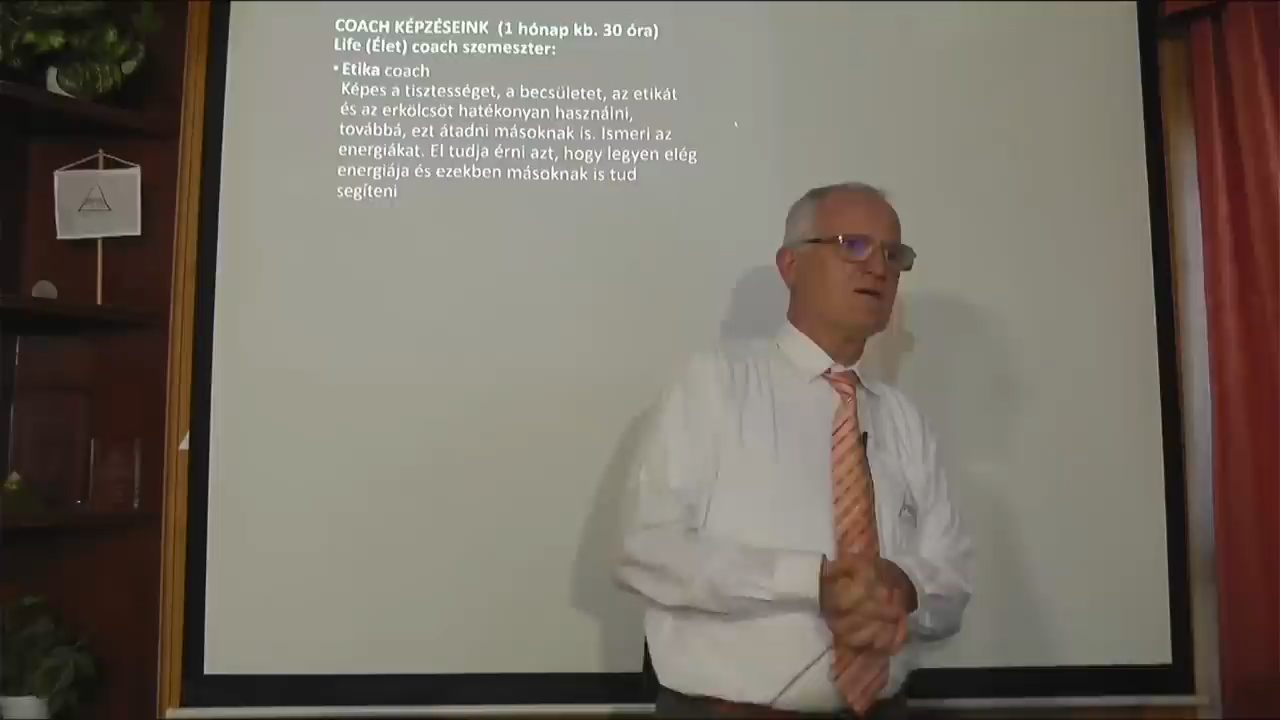 COACH KÉPZÉSEINK (1 hónap kb. 30 óra)
Life (Élet) coach szemeszter:
• Etika coach
Képes a tisztességet, a becsületet, az etikát
és az erkölcsöt hatékonyan használni,
továbbá, ezt átadni másoknak is. Ismeri az
energiákat. El tudja érni azt, hogy legyen elég
energiája és ezekben másoknak is tud
segíteni